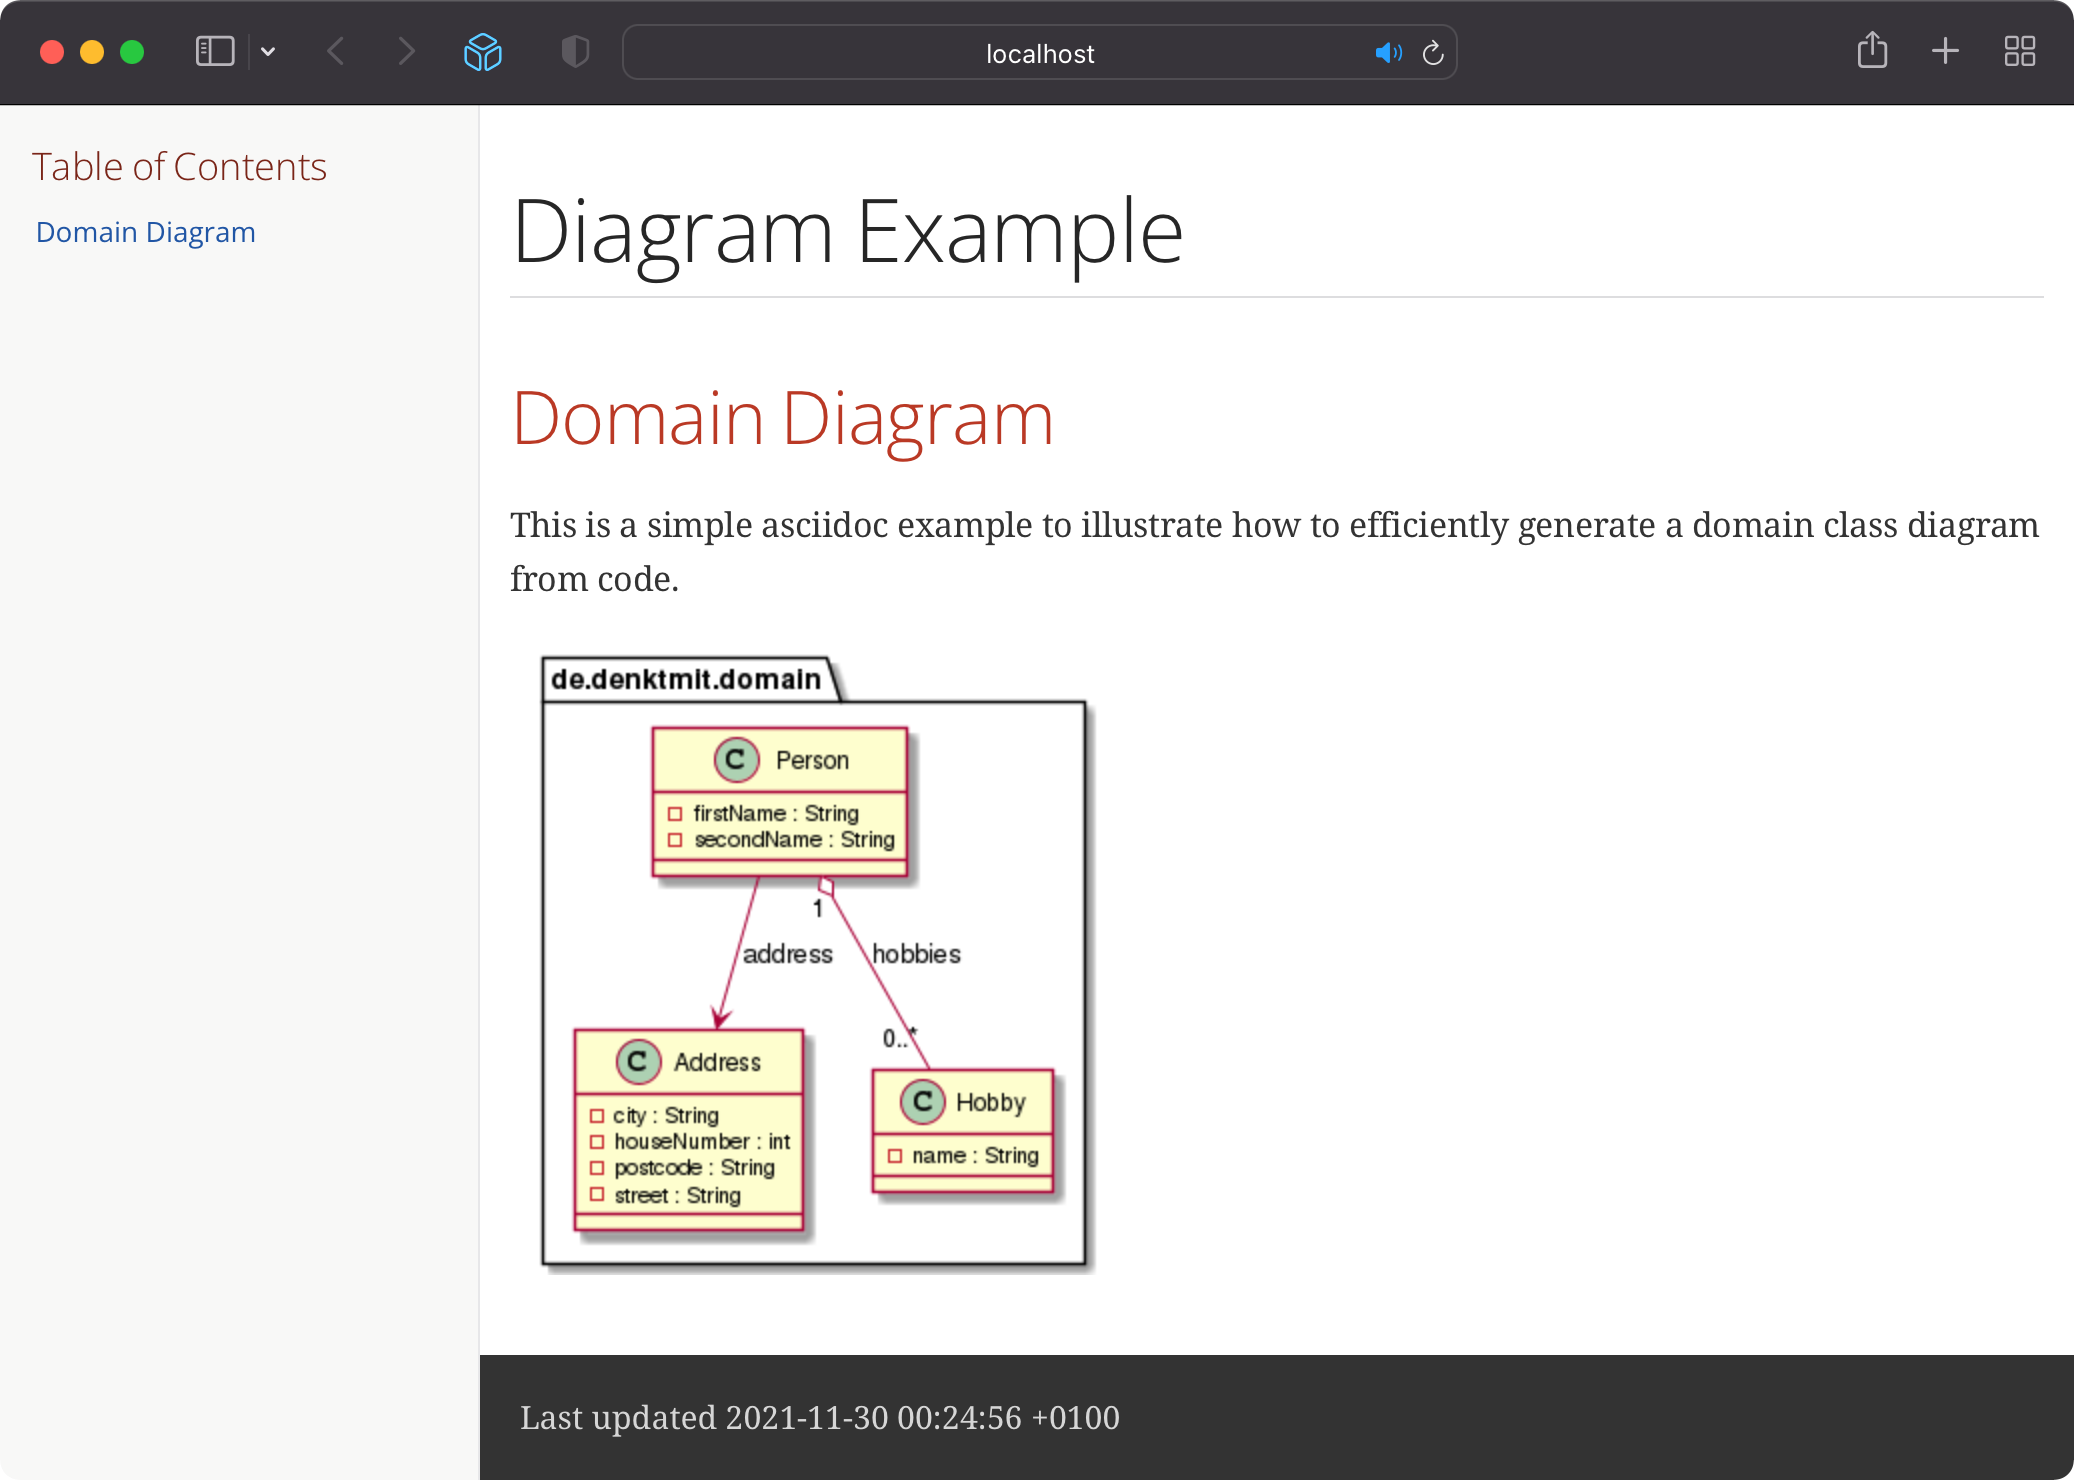 localhost
Table of Contents
Domain Diagram
Diagram Example
Domain Diagram
This is a simple asciidoc example to illustrate how to efficiently generate a domain class diagram
from code.
de.denktmit.domain
C Person
firstName : String
secondName : String
1
address
hobbies
0..*
C Address
city : String
houseNumber : int
postcode : String
street : String
C Hobby
name : String
Last updated 2021-11-30 00:24:56 +0100